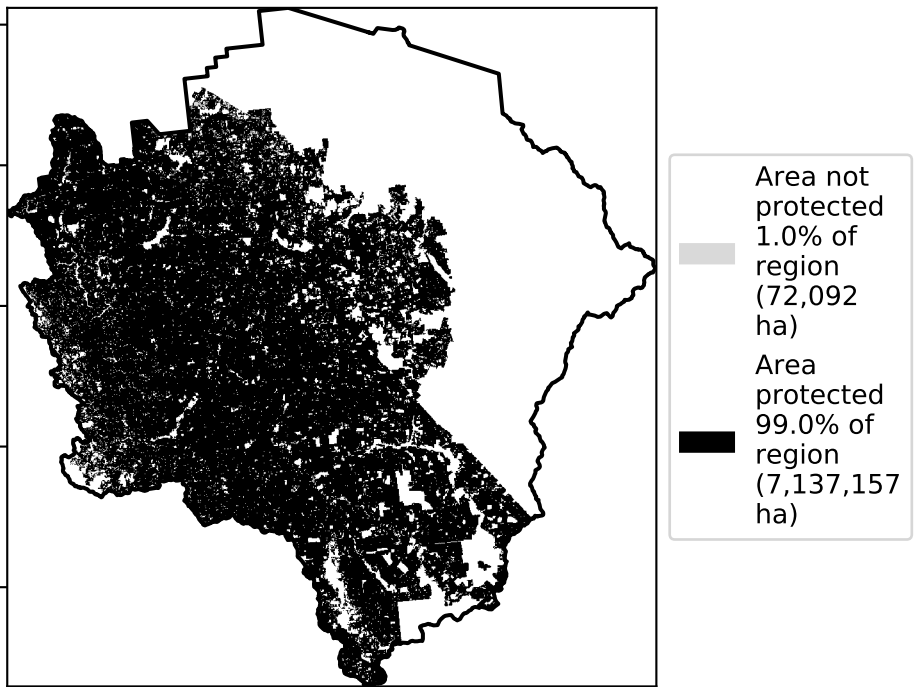 Area not
protected
1.0% of
region
(72,092
ha)
Area
protected
99.0% of
region
(7,137,157
ha)